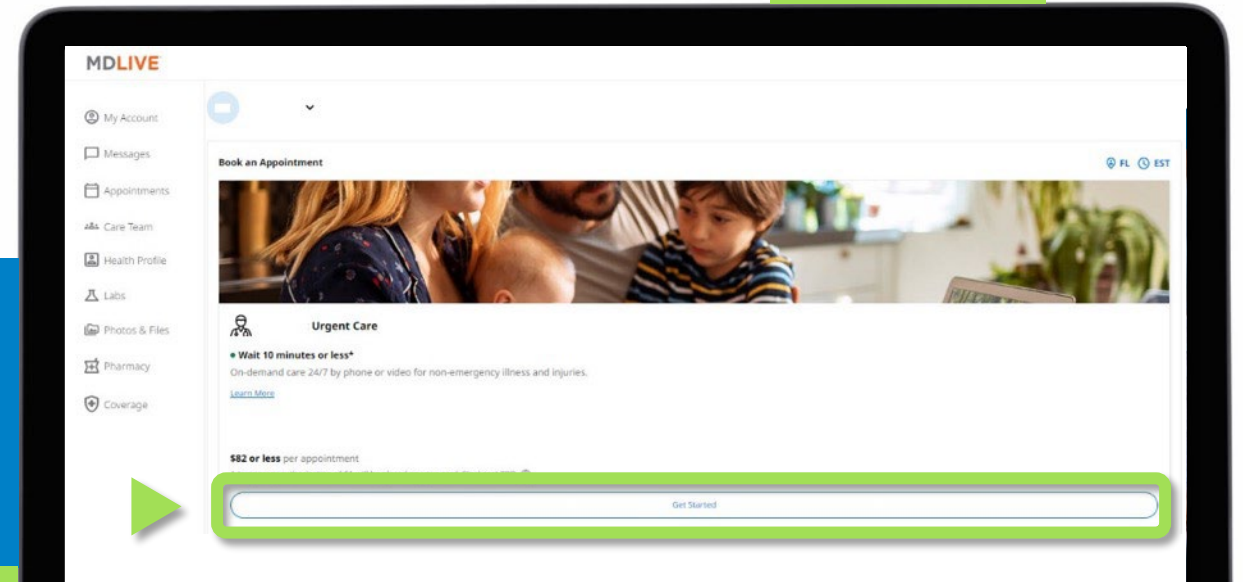 MDLIVE
My Account
Messages
Appointments
Care Team
Health Profile
Labs
Photos & Files
Pharmacy
Coverage
Book an Appointment
FL EST
Urgent Care
• Wait 10 minutes or less*
On-demand care 24/7 by phone or video for non-emergency illness and injuries.
Learn More
$82 or less per appointment
Get Started